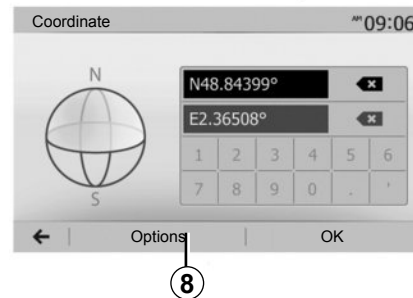 Coordinate AM 09:06
N
S
N48.84399°
E2.36508°
1 2 3 4 5 6
7 8 9 0 . '
Options OK
8